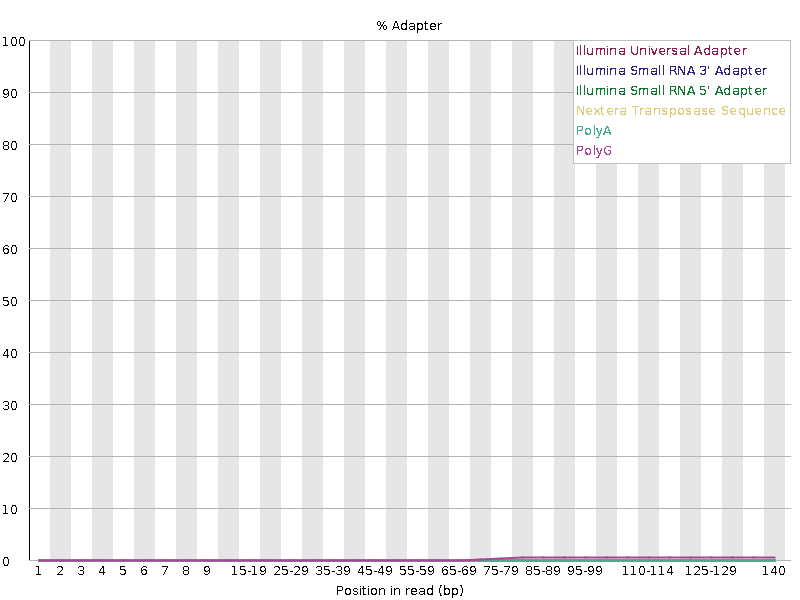 % Adapter
100
90
80
70
60
50
40
30
20
10
0
Illumina Universal Adapter
Illumina Small RNA 3' Adapter
Illumina Small RNA 5' Adapter
Nextera Transposase Sequence
PolyA
PolyG
1 2 3 4 5 6 7 8 9 15-19 25-29 35-39 45-49 55-59 65-69 75-79 85-89 95-99 110-114 125-129 140
Position in read (bp)